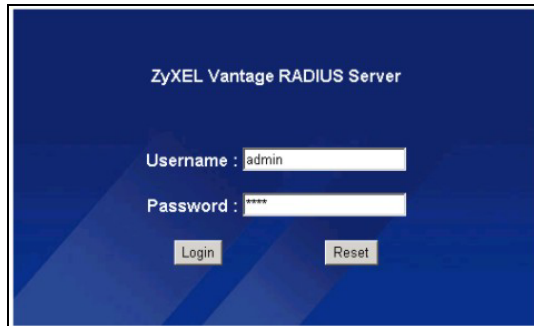 ZyXEL Vantage RADIUS Server
Username : admin
Password : ****
Login Reset